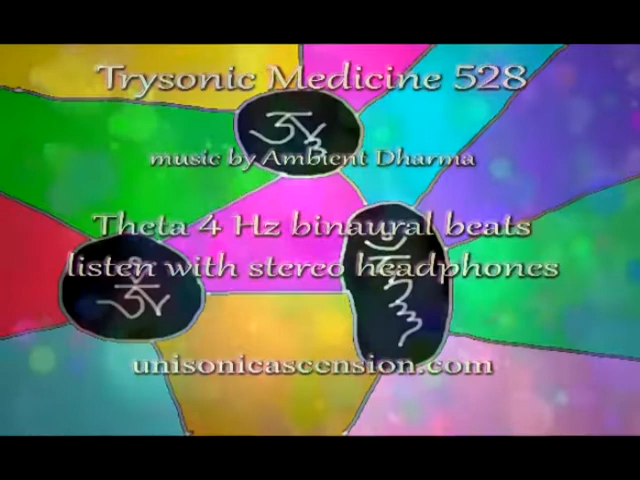 Trysonic Medicine 528
music by Ambient Dharma
Theta 4 Hz binaural beats
listen with stereo headphones
unisonicascension.com